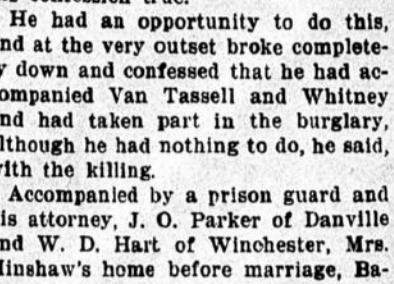 He had an opportunity to do this,
nd at the very outset broke complete-
y down and confessed that he had ac-
ompanied Van Tassell and Whitney
nd had taken part in the burglary,
lthough he had nothing to do, he said,
ith the killing.
Accompanied by a prison guard and
is attorney, J. O. Parker of Danville
nd W. D. Hart of Winchester, Mrs.
linshaw's home before marriage, Ba-